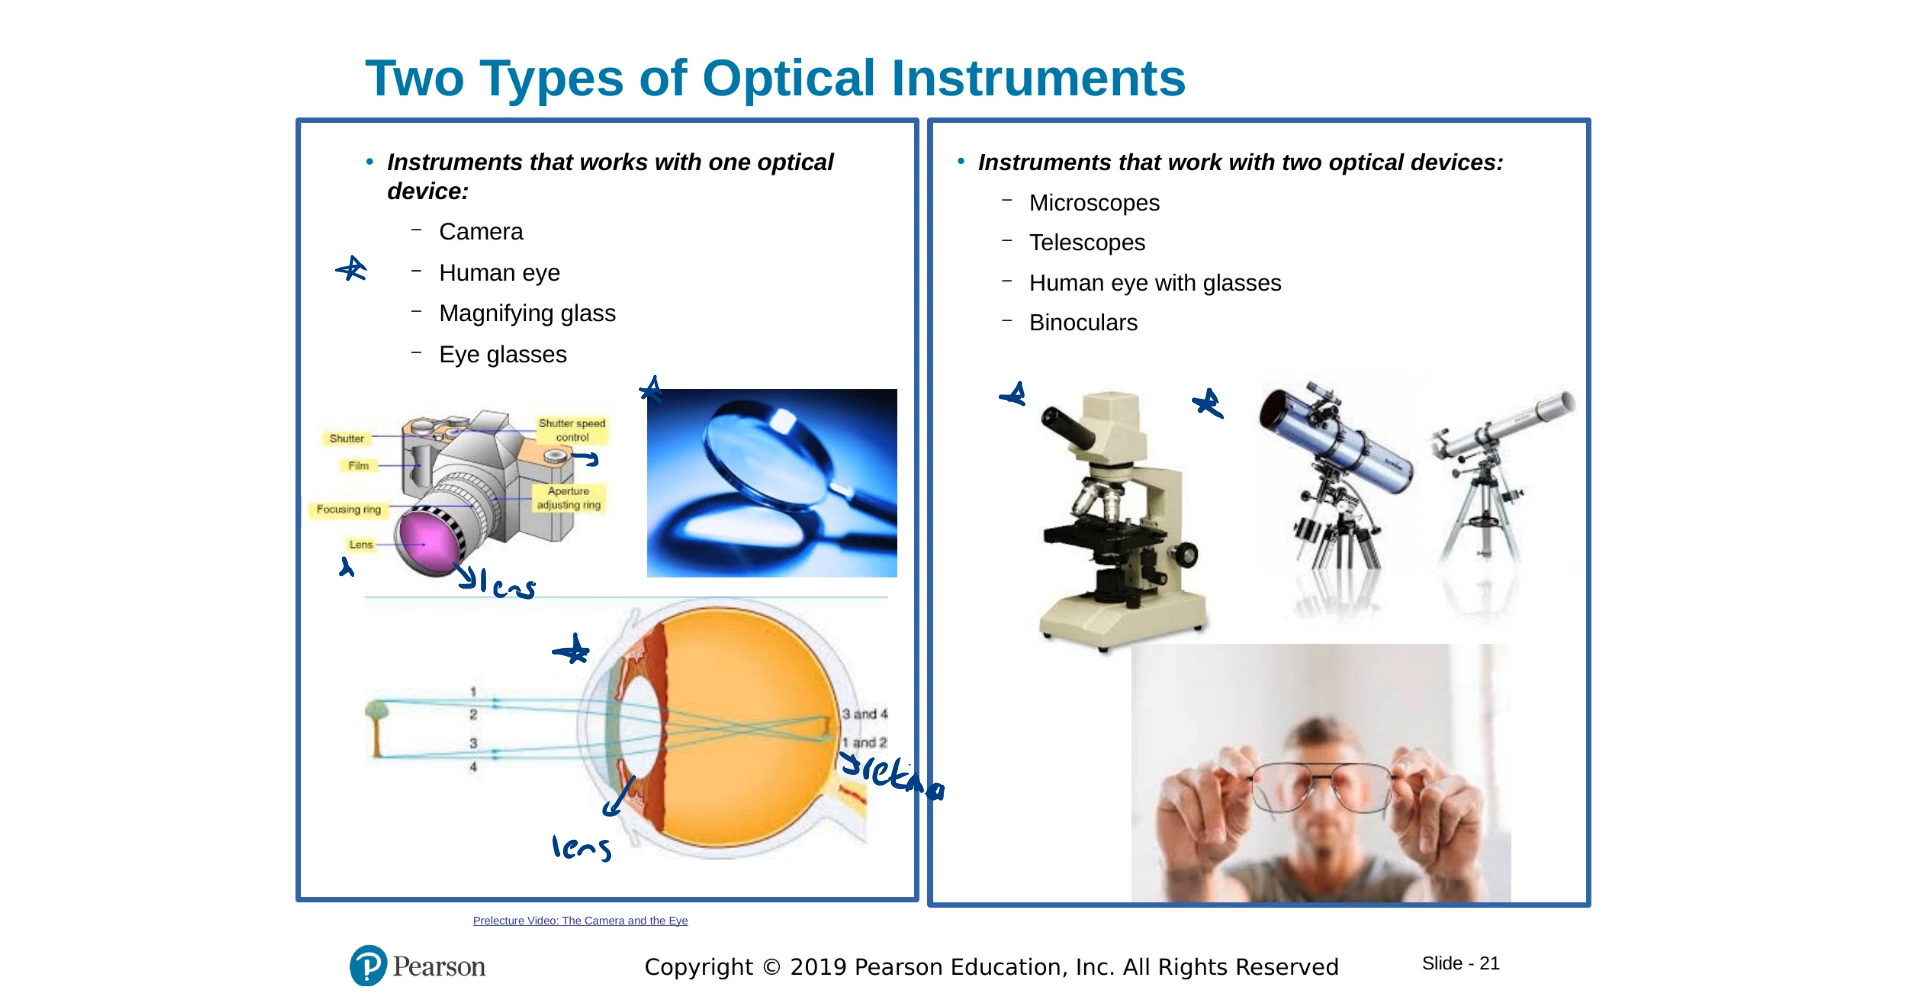 Two Types of Optical Instruments
• Instruments that works with one optical
device:
– Camera
– Human eye
– Magnifying glass
– Eye glasses
Shutter
Film
Focusing ring
Lens
Shutter speed
control
Aperture
adjusting ring
lens
1
2
3
4
3 and 4
1 and 2
retina
lens
• Instruments that work with two optical devices:
– Microscopes
– Telescopes
– Human eye with glasses
– Binoculars
Prelecture Video: The Camera and the Eye
P Pearson
Copyright © 2019 Pearson Education, Inc. All Rights Reserved
Slide - 21